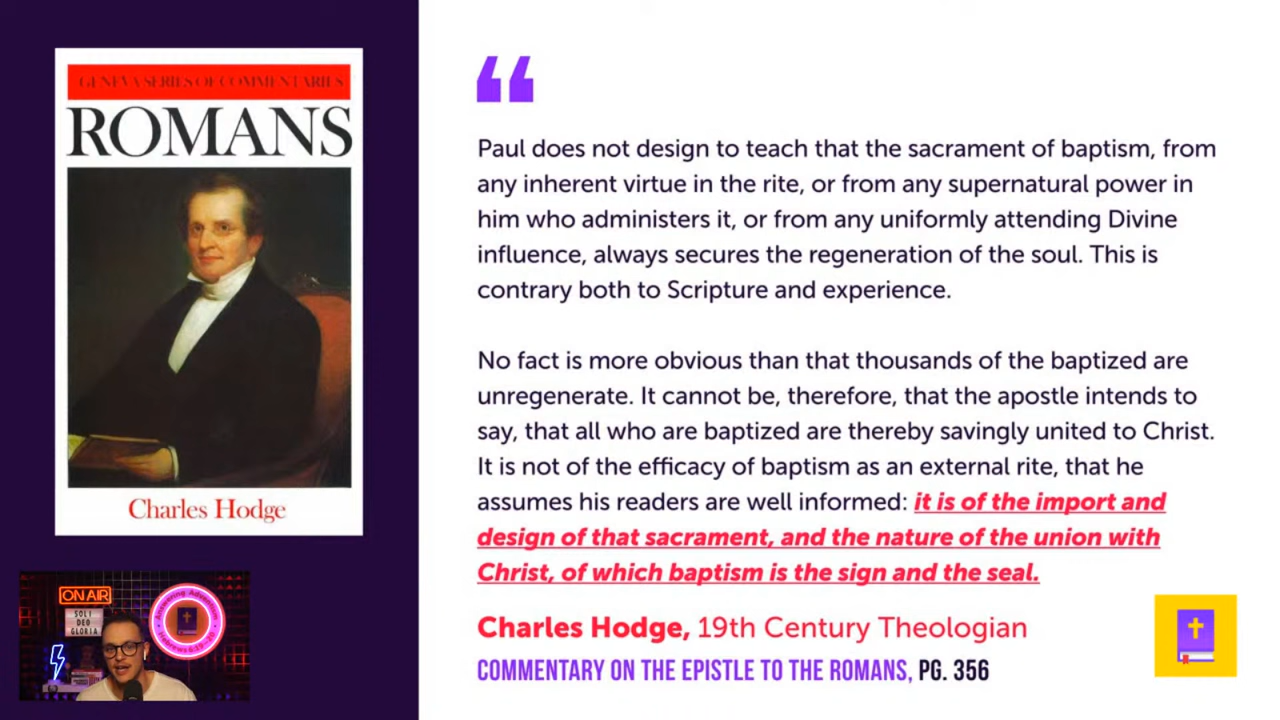 GENEVA SERIES OF COMMENTARIES
ROMANS
Charles Hodge
Paul does not design to teach that the sacrament of baptism, from
any inherent virtue in the rite, or from any supernatural power in
him who administers it, or from any uniformly attending Divine
influence, always secures the regeneration of the soul. This is
contrary both to Scripture and experience.
No fact is more obvious than that thousands of the baptized are
unregenerate. It cannot be, therefore, that the apostle intends to
say, that all who are baptized are thereby savingly united to Christ.
It is not of the efficacy of baptism as an external rite, that he
assumes his readers are well informed: it is of the import and
design of that sacrament, and the nature of the union with
Christ, of which baptism is the sign and the seal.
Charles Hodge, 19th Century Theologian
COMMENTARY ON THE EPISTLE TO THE ROMANS, PG. 356
ON AIR
SOLI
DEO
GLORIA
Answering Adventism